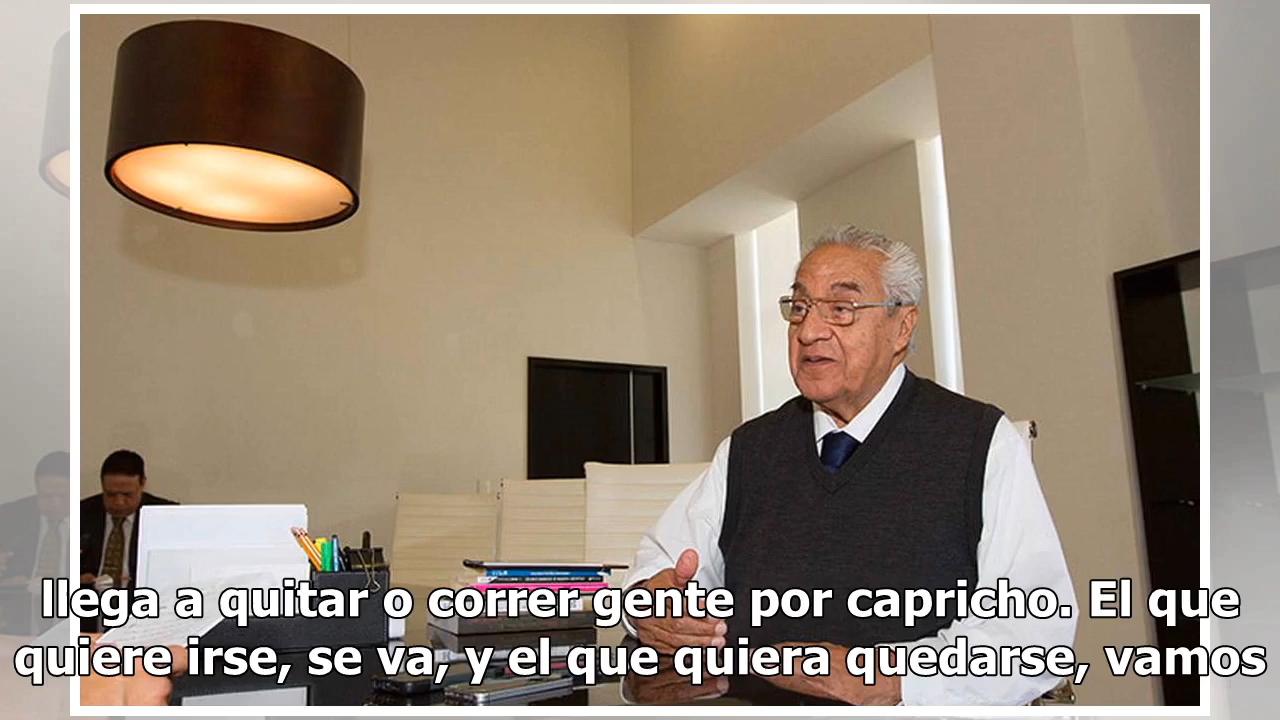 llega a quitar o correr gente por capricho. El que
quiere irse, se va, y el que quiera quedarse, vamos